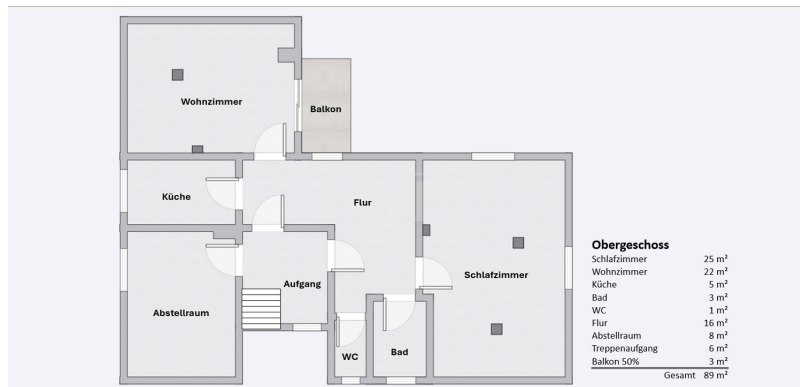 Wohnzimmer
Balkon
Küche
Flur
Aufgang
Schlafzimmer
Abstellraum
WC
Bad
Obergeschoss
Schlafzimmer 25 m²
Wohnzimmer 22 m²
Küche 5 m²
Bad 3 m²
WC 1 m²
Flur 16 m²
Abstellraum 8 m²
Treppenaufgang 6 m²
Balkon 50% 3 m²
Gesamt 89 m²